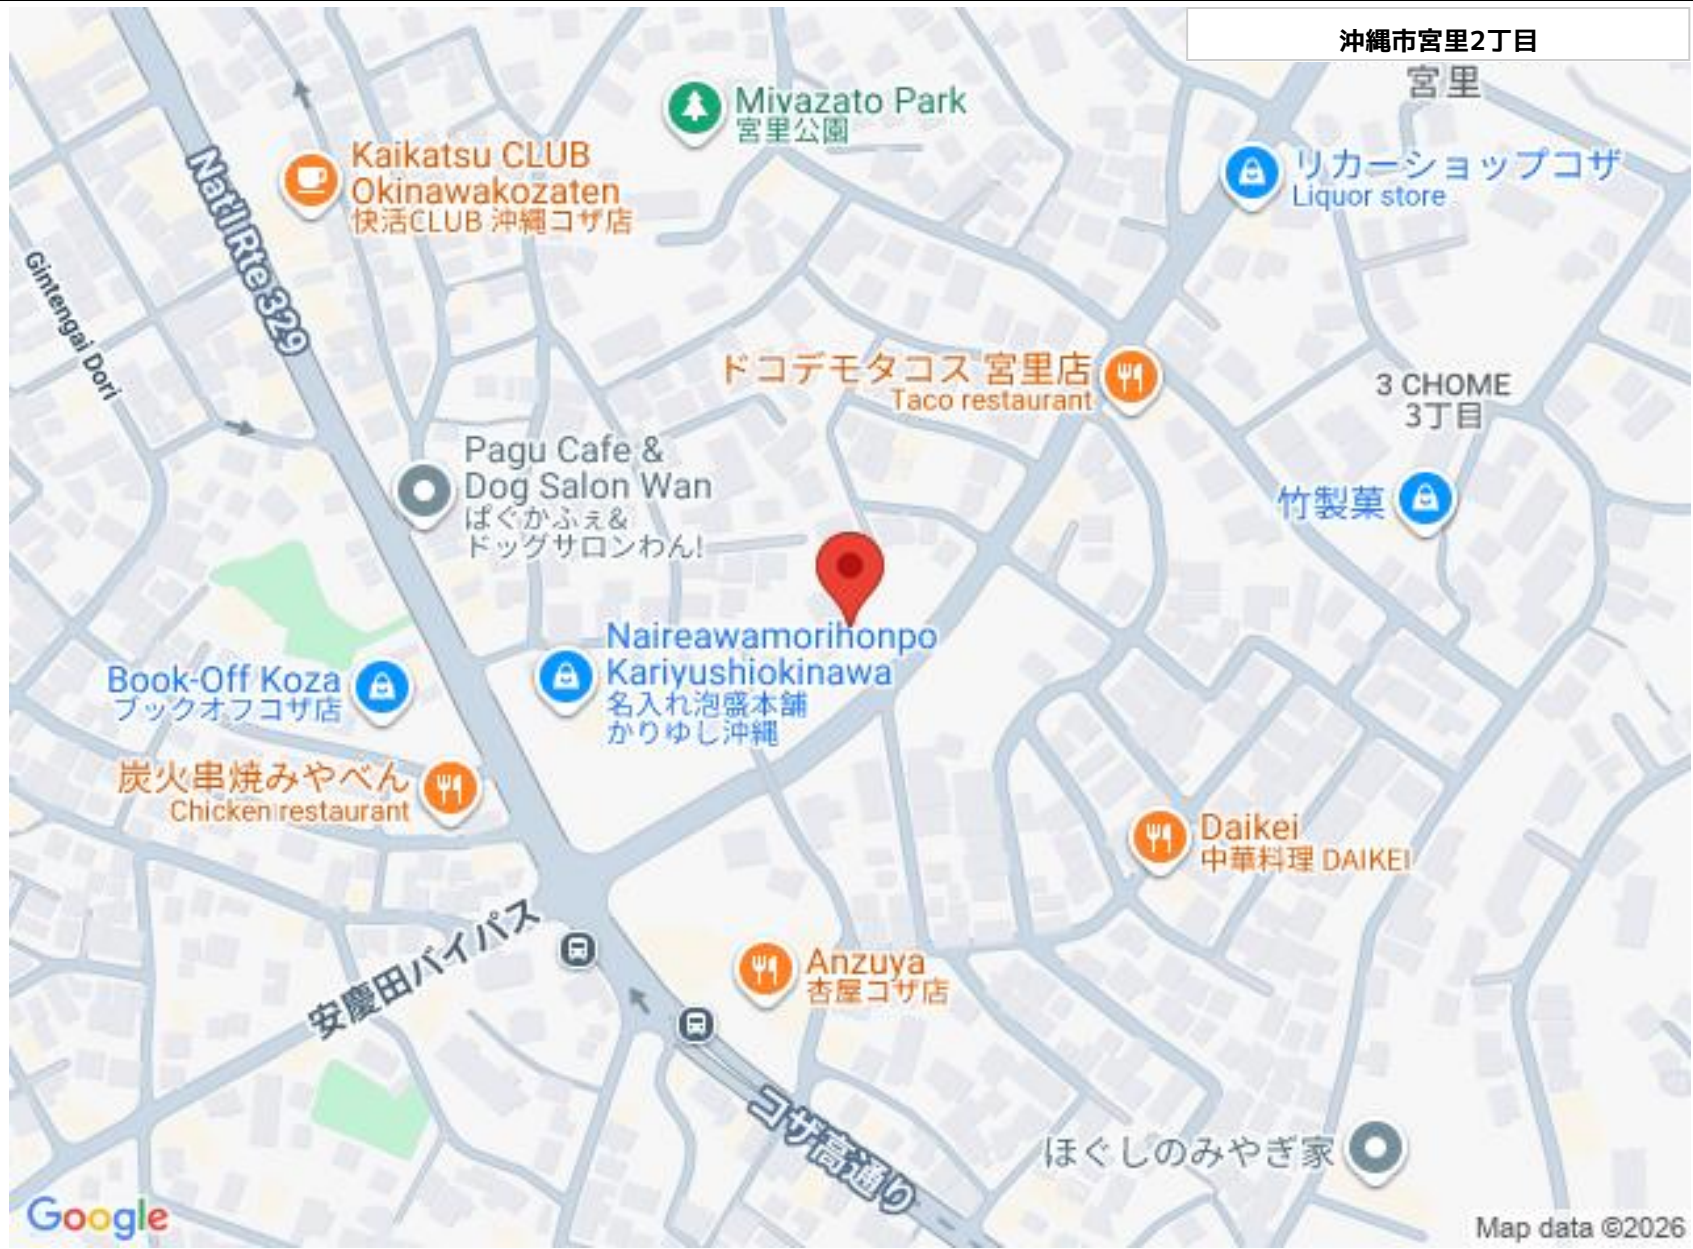 沖縄市宮里2丁目
宮里
Miyazato Park
宮里公園
Kaikatsu CLUB
Okinawakozaten
快活CLUB 沖縄コザ店
リカーショップコザ
Liquor store
Nat'l Rte 329
Gintengai Dori
ドコデモタコス 宮里店
Taco restaurant
3 CHOME
3丁目
Pagu Cafe &
Dog Salon Wan
ぱぐかふぇ&
ドッグサロンわん!
竹製菓
Naireawamorihonpo
Kariyushiokinawa
名入れ泡盛本舗
かりゆし沖縄
Book-Off Koza
ブックオフコザ店
炭火串焼みやべん
Chicken restaurant
Daikei
中華料理 DAIKEI
安慶田バイパス
Anzuya
杏屋コザ店
コザ高通り
ほぐしのみやぎ家
Google
Map data ©2026